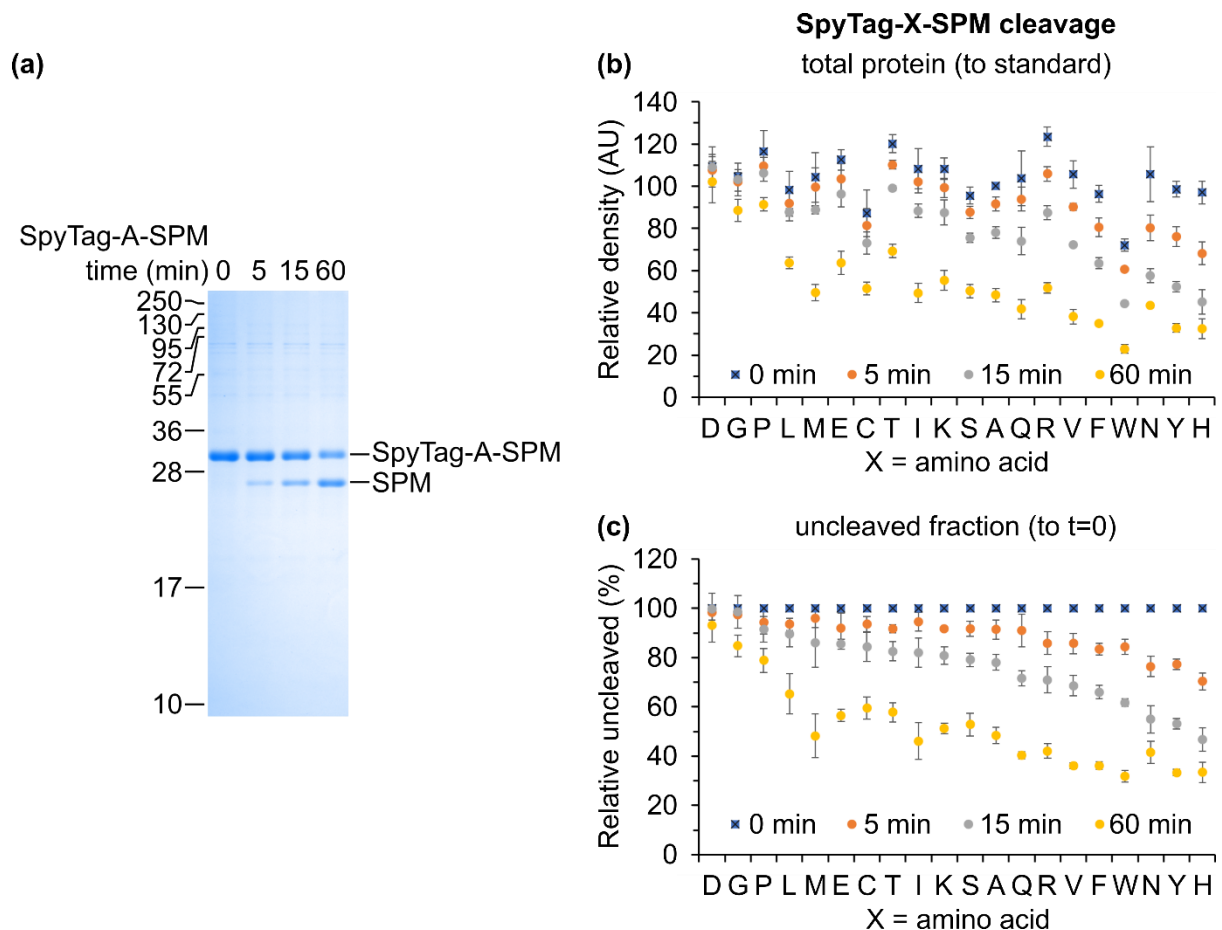 (a)
SpyTag-A-SPM
time (min) 0 5 15 60
250
130
95
72
55
36
28
17
10
SpyTag-A-SPM
SPM
SpyTag-X-SPM cleavage
(b) total protein (to standard)
Relative density (AU)
140
120
100
80
60
40
20
0
0 min 5 min 15 min 60 min
D G P L M E C T I K S A Q R V F W N Y H
X = amino acid
(c) uncleaved fraction (to t=0)
Relative uncleaved (%)
120
100
80
60
40
20
0
0 min 5 min 15 min 60 min
D G P L M E C T I K S A Q R V F W N Y H
X = amino acid